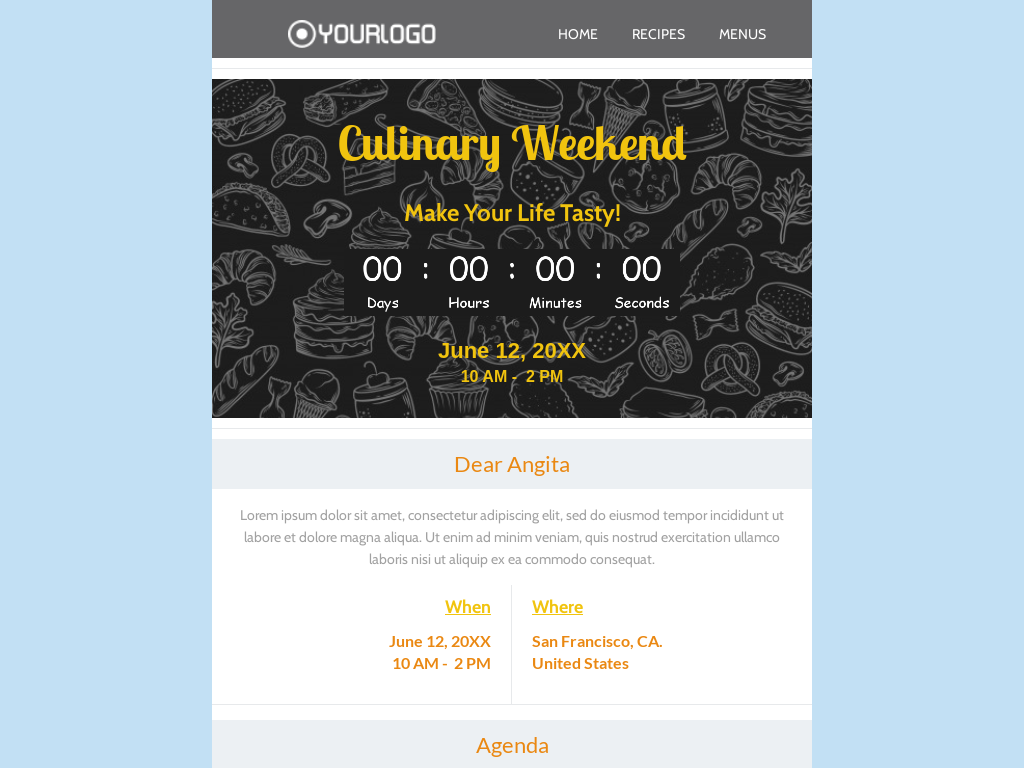 YOURLOGO HOME RECIPES MENUS
Culinary Weekend
Make Your Life Tasty!
00 : 00 : 00 : 00
Days Hours Minutes Seconds
June 12, 20XX
10 AM - 2 PM
Dear Angita
Lorem ipsum dolor sit amet, consectetur adipiscing elit, sed do eiusmod tempor incididunt ut
labore et dolore magna aliqua. Ut enim ad minim veniam, quis nostrud exercitation ullamco
laboris nisi ut aliquip ex ea commodo consequat.
When
June 12, 20XX
10 AM - 2 PM
Where
San Francisco, CA.
United States
Agenda